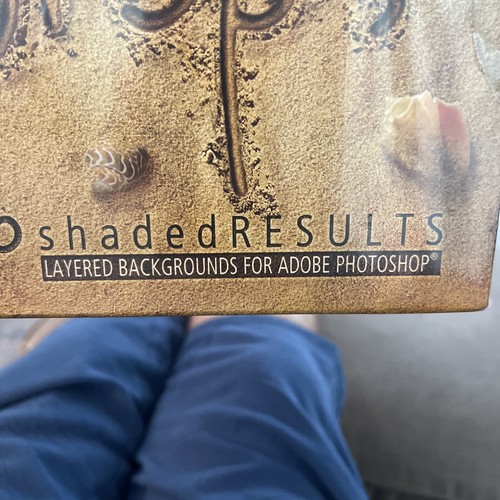 shadedRESULTS
LAYERED BACKGROUNDS FOR ADOBE PHOTOSHOP®